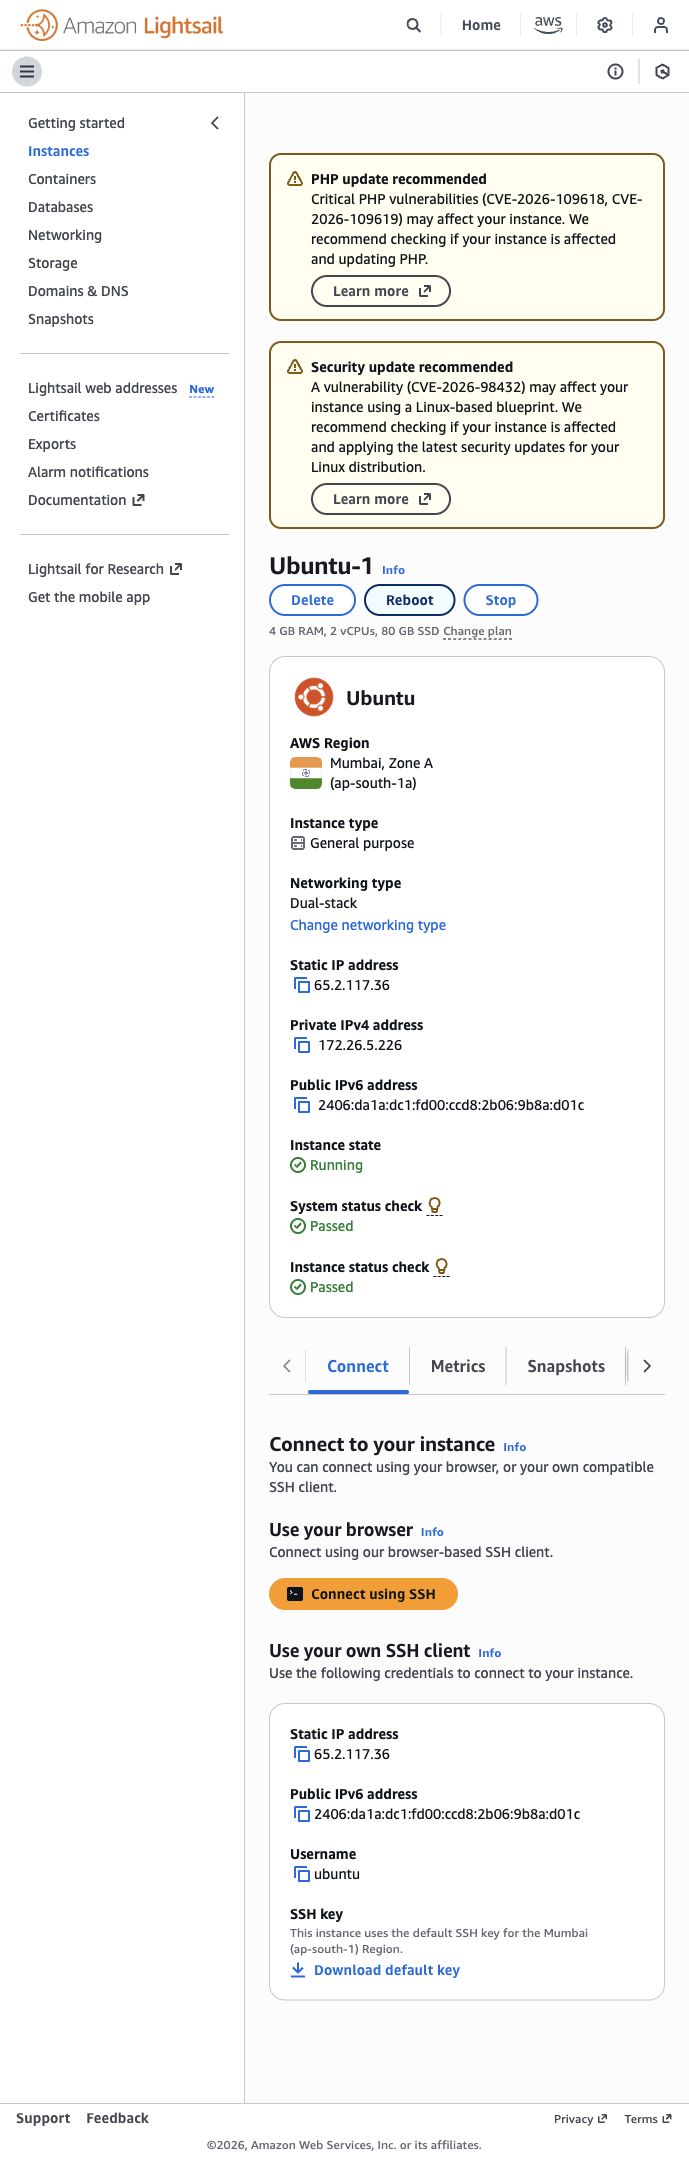 Amazon Lightsail
Home
aws
Getting started
Instances
Containers
Databases
Networking
Storage
Domains & DNS
Snapshots
Lightsail web addresses New
Certificates
Exports
Alarm notifications
Documentation
Lightsail for Research
Get the mobile app
PHP update recommended
Critical PHP vulnerabilities (CVE-2026-109618, CVE-
2026-109619) may affect your instance. We
recommend checking if your instance is affected
and updating PHP.
Learn more
Security update recommended
A vulnerability (CVE-2026-98432) may affect your
instance using a Linux-based blueprint. We
recommend checking if your instance is affected
and applying the latest security updates for your
Linux distribution.
Learn more
Ubuntu-1 Info
Delete Reboot Stop
4 GB RAM, 2 vCPUs, 80 GB SSD Change plan
Ubuntu
AWS Region
Mumbai, Zone A
(ap-south-1a)
Instance type
General purpose
Networking type
Dual-stack
Change networking type
Static IP address
65.2.117.36
Private IPv4 address
172.26.5.226
Public IPv6 address
2406:da1a:dc1:fd00:ccd8:2b06:9b8a:d01c
Instance state
Running
System status check
Passed
Instance status check
Passed
Connect Metrics Snapshots
Connect to your instance Info
You can connect using your browser, or your own compatible
SSH client.
Use your browser Info
Connect using our browser-based SSH client.
Connect using SSH
Use your own SSH client Info
Use the following credentials to connect to your instance.
Static IP address
65.2.117.36
Public IPv6 address
2406:da1a:dc1:fd00:ccd8:2b06:9b8a:d01c
Username
ubuntu
SSH key
This instance uses the default SSH key for the Mumbai
(ap-south-1) Region.
Download default key
Support Feedback Privacy Terms
©2026, Amazon Web Services, Inc. or its affiliates.